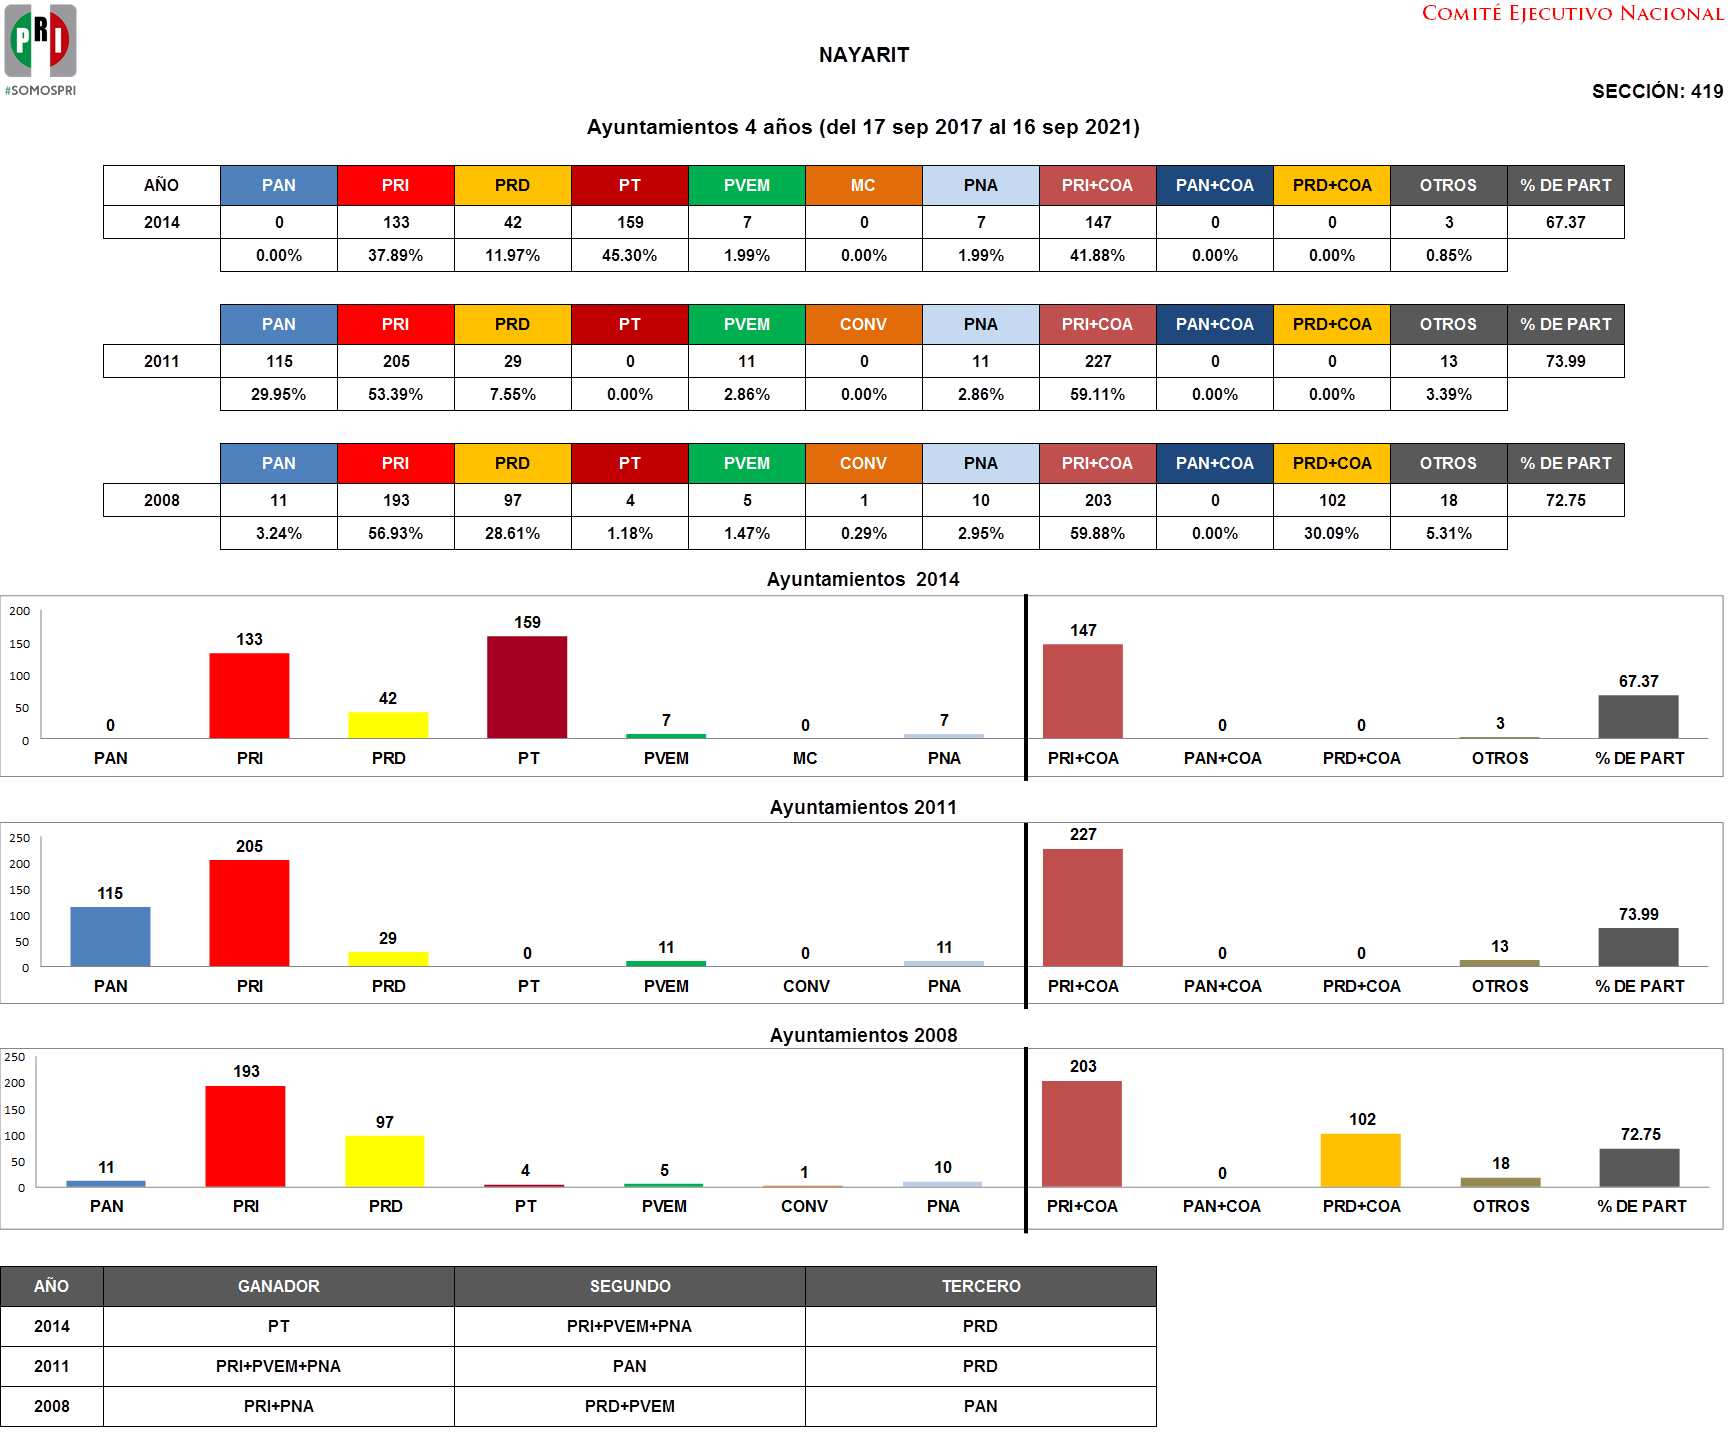 COMITÉ EJECUTIVO NACIONAL
PRI
#SOMOSPRI
NAYARIT
SECCIÓN: 419
Ayuntamientos 4 años (del 17 sep 2017 al 16 sep 2021)
AÑO PAN PRI PRD PT PVEM MC PNA PRI+COA PAN+COA PRD+COA OTROS % DE PART
2014 0 133 42 159 7 0 7 147 0 0 3 67.37
0.00% 37.89% 11.97% 45.30% 1.99% 0.00% 1.99% 41.88% 0.00% 0.00% 0.85%
PAN PRI PRD PT PVEM CONV PNA PRI+COA PAN+COA PRD+COA OTROS % DE PART
2011 115 205 29 0 11 0 11 227 0 0 13 73.99
29.95% 53.39% 7.55% 0.00% 2.86% 0.00% 2.86% 59.11% 0.00% 0.00% 3.39%
PAN PRI PRD PT PVEM CONV PNA PRI+COA PAN+COA PRD+COA OTROS % DE PART
2008 11 193 97 4 5 1 10 203 0 102 18 72.75
3.24% 56.93% 28.61% 1.18% 1.47% 0.29% 2.95% 59.88% 0.00% 30.09% 5.31%
Ayuntamientos 2014
200
150
100
50
0
0 133 42 159 7 0 7 147 0 0 3 67.37
PAN PRI PRD PT PVEM MC PNA PRI+COA PAN+COA PRD+COA OTROS % DE PART
Ayuntamientos 2011
250
200
150
100
50
0
115 205 29 0 11 0 11 227 0 0 13 73.99
PAN PRI PRD PT PVEM CONV PNA PRI+COA PAN+COA PRD+COA OTROS % DE PART
Ayuntamientos 2008
250
200
150
100
50
0
11 193 97 4 5 1 10 203 0 102 18 72.75
PAN PRI PRD PT PVEM CONV PNA PRI+COA PAN+COA PRD+COA OTROS % DE PART
AÑO GANADOR SEGUNDO TERCERO
2014 PT PRI+PVEM+PNA PRD
2011 PRI+PVEM+PNA PAN PRD
2008 PRI+PNA PRD+PVEM PAN